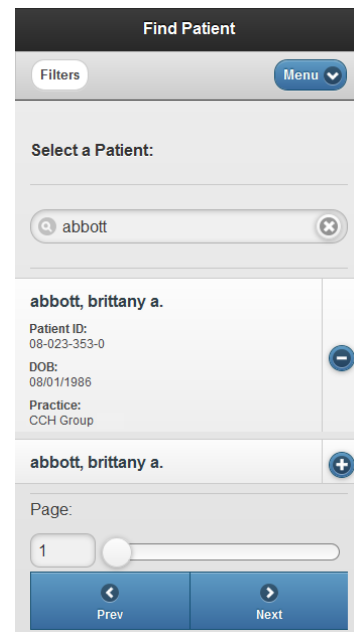 Find Patient
Filters
Menu
Select a Patient:
abbott
abbott, brittany a.
Patient ID:
08-023-353-0
DOB:
08/01/1986
Practice:
CCH Group
abbott, brittany a.
Page:
1
Prev
Next